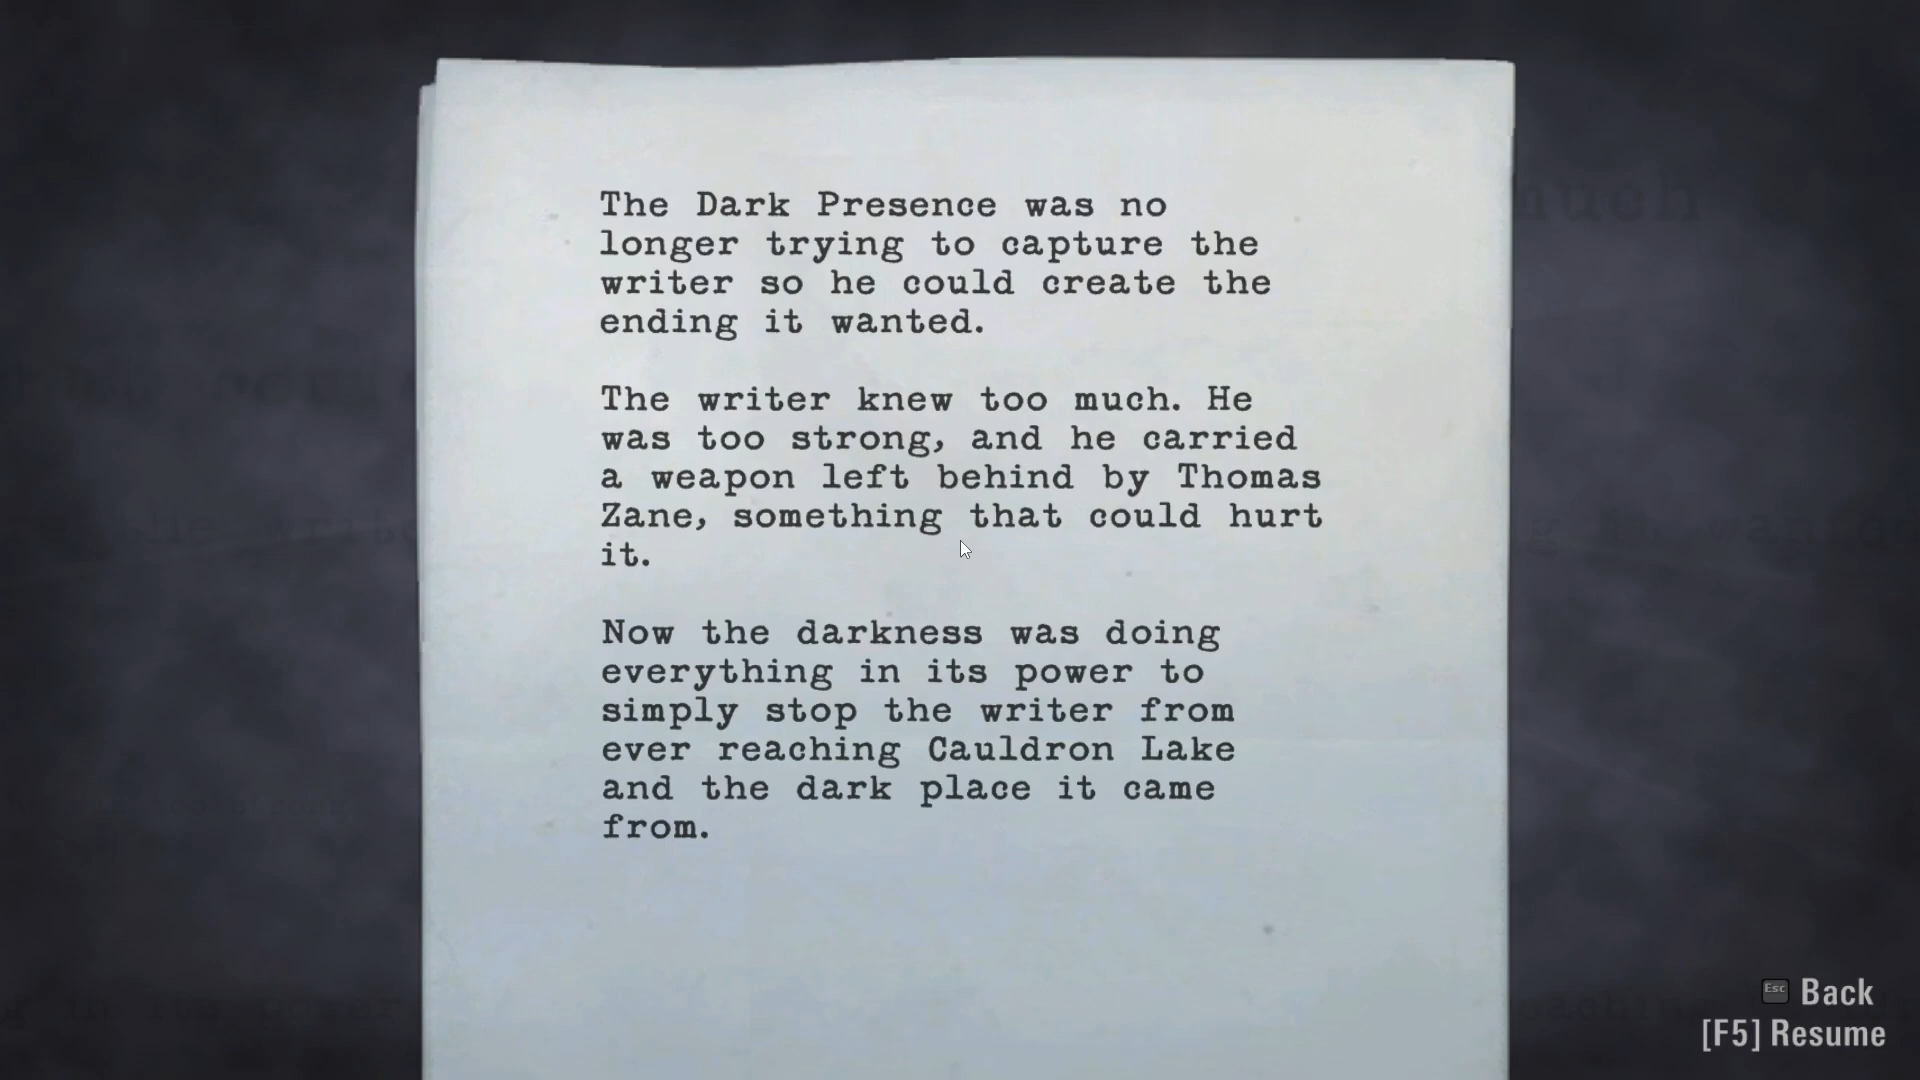 The Dark Presence was no
longer trying to capture the
writer so he could create the
ending it wanted.
The writer knew too much. He
was too strong, and he carried
a weapon left behind by Thomas
Zane, something that could hurt
it.
Now the darkness was doing
everything in its power to
simply stop the writer from
ever reaching Cauldron Lake
and the dark place it came
from.
Esc Back
[F5] Resume